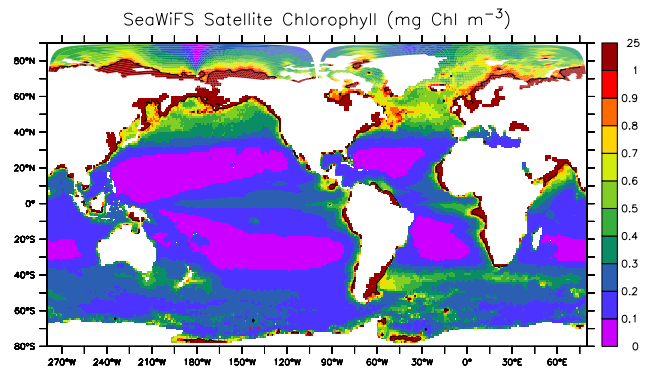 SeaWiFS Satellite Chlorophyll (mg Chl m⁻³)
80°N
60°N
40°N
20°N
0°
20°S
40°S
60°S
80°S
270°W 240°W 210°W 180°W 150°W 120°W 90°W 60°W 30°W 0° 30°E 60°E
25
1
0.9
0.8
0.7
0.6
0.5
0.4
0.3
0.2
0.1
0